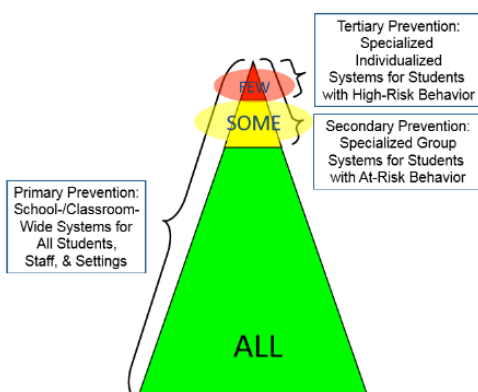 Tertiary Prevention:
Specialized
Individualized
Systems for Students
with High-Risk Behavior
FEW
SOME
Secondary Prevention:
Specialized Group
Systems for Students
with At-Risk Behavior
Primary Prevention:
School-/Classroom-
Wide Systems for
All Students,
Staff, & Settings
ALL